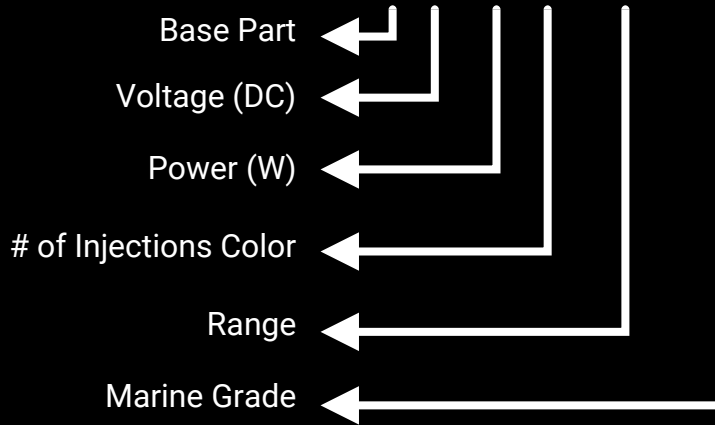 Base Part
Voltage (DC)
Power (W)
# of Injections Color
Range
Marine Grade